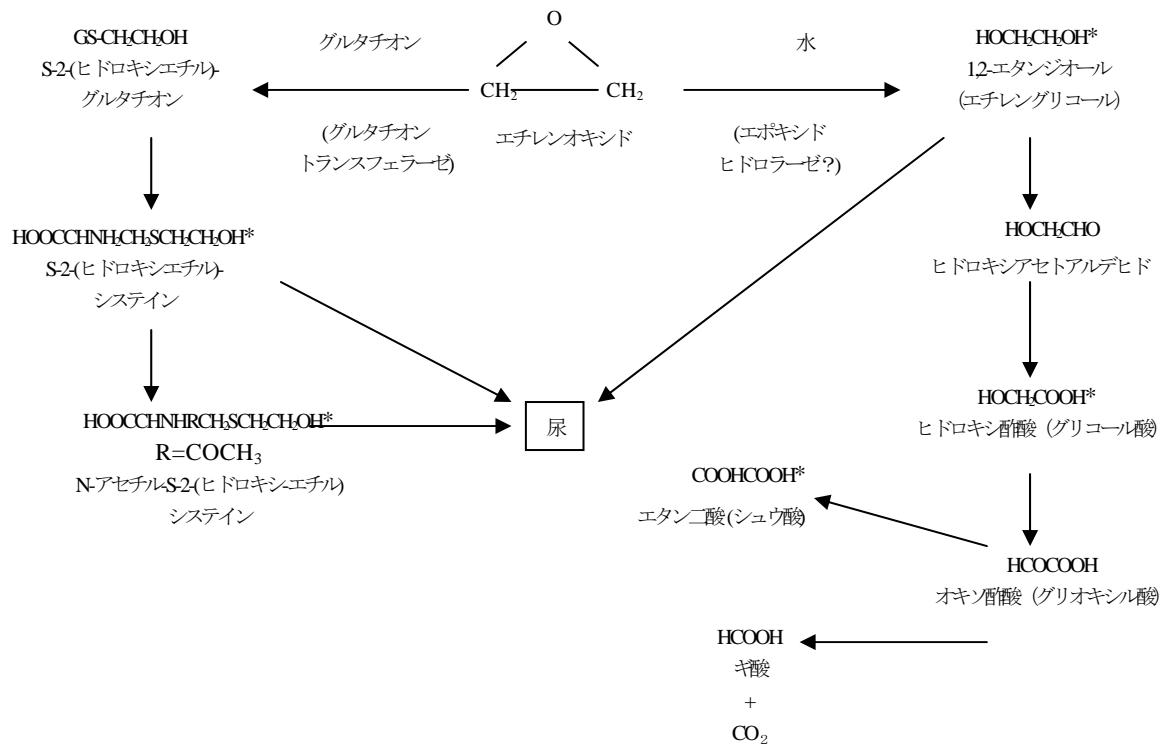 O
GS-CH₂CH₂OH
S-2-(ヒドロキシエチル)-
グルタチオン
グルタチオン
(グルタチオン
トランスフェラーゼ)
CH₂ CH₂
エチレンオキシド
水
(エポキシド
ヒドロラーゼ?)
HOCH₂CH₂OH*
1,2-エタンジオール
(エチレングリコール)
HOOCCHNH₂CH₂SCH₂CH₂OH*
S-2-(ヒドロキシエチル)-
システイン
HOCH₂CHO
ヒドロキシアセトアルデヒド
HOOCCHNHRCH₂SCH₂CH₂OH*
R=COCH₃
N-アセチル-S-2-(ヒドロキシ-エチル)
システイン
尿
HOCH₂COOH*
ヒドロキシ酢酸 (グリコール酸)
COOHCOOH*
エタン二酸(シュウ酸)
HCOCOOH
オキソ酢酸 (グリオキシル酸)
HCOOH
ギ酸
+
CO₂